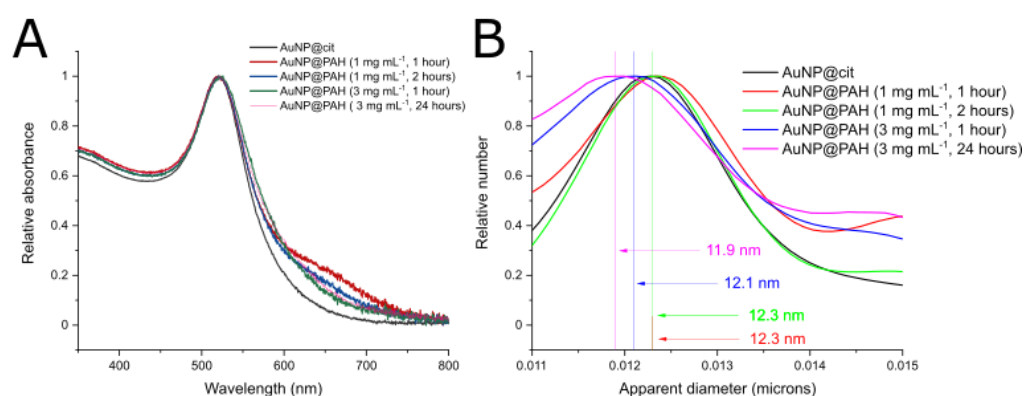 A
AuNP@cit
AuNP@PAH (1 mg mL⁻¹, 1 hour)
AuNP@PAH (1 mg mL⁻¹, 2 hours)
AuNP@PAH (3 mg mL⁻¹, 1 hour)
AuNP@PAH ( 3 mg mL⁻¹, 24 hours)
1
0.8
0.6
0.4
0.2
0
Relative absorbance
400
500
600
700
800
Wavelength (nm)
B
AuNP@cit
AuNP@PAH (1 mg mL⁻¹, 1 hour)
AuNP@PAH (1 mg mL⁻¹, 2 hours)
AuNP@PAH (3 mg mL⁻¹, 1 hour)
AuNP@PAH (3 mg mL⁻¹, 24 hours)
1
0.8
0.6
0.4
0.2
0
Relative number
11.9 nm
12.1 nm
12.3 nm
12.3 nm
0.011
0.012
0.013
0.014
0.015
Apparent diameter (microns)